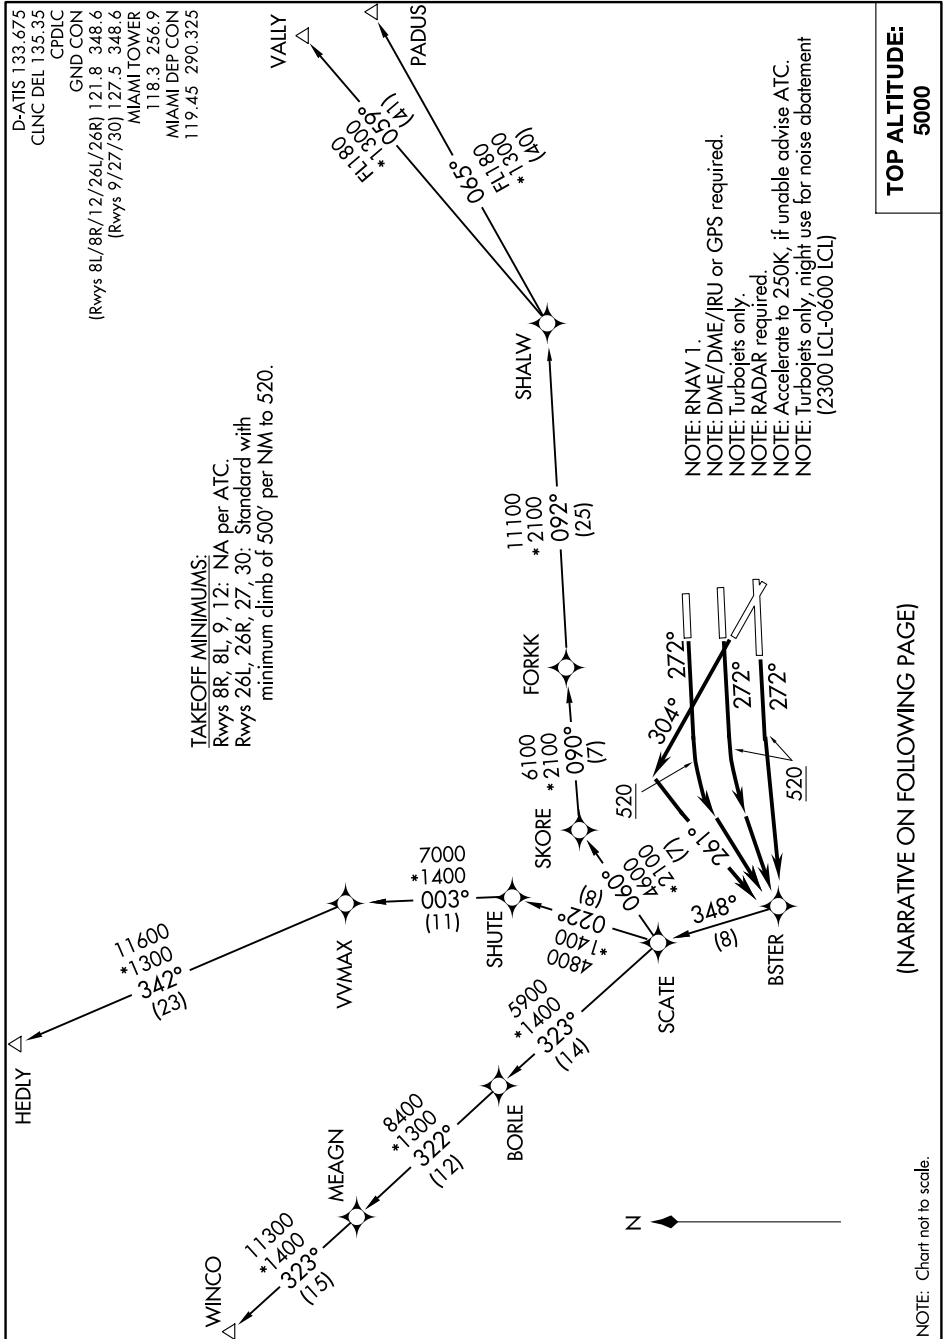 D-ATIS 133.675
CLNC DEL 135.35
CPDLC
GND CON
(Rwys 8L/8R/12/26L/26R) 121.8 348.6
(Rwys 9/27/30) 127.5 348.6
MIAMI TOWER
118.3 256.9
MIAMI DEP CON
119.45 290.325
TOP ALTITUDE:
5000
TAKEOFF MINIMUMS:
Rwys 8R, 8L, 9, 12: NA per ATC.
Rwys 26L, 26R, 27, 30: Standard with
minimum climb of 500' per NM to 520.
NOTE: RNAV 1.
NOTE: DME/DME/IRU or GPS required.
NOTE: Turbojets only.
NOTE: RADAR required.
NOTE: Accelerate to 250K, if unable advise ATC.
NOTE: Turbojets only, night use for noise abatement
(2300 LCL-0600 LCL)
HEDLY
11600
*1300
342°
(23)
VVMAX
7000
*1400
003°
(11)
SHUTE
4800
*1400
022°
(8)
WINCO
11300
*1400
323°
(15)
MEAGN
8400
*1300
322°
(12)
BORLE
5900
*1400
323°
(14)
SCATE
348°
(8)
BSTER
060°
4600
*2100
(7)
SKORE
6100
*2100
090°
(7)
FORKK
11100
*2100
092°
(25)
SHALW
FL180
*1300
059°
(41)
VALLY
065°
FL180
*1300
(40)
PADUS
304°
261°
272°
272°
272°
520
520
N
(NARRATIVE ON FOLLOWING PAGE)
NOTE: Chart not to scale.